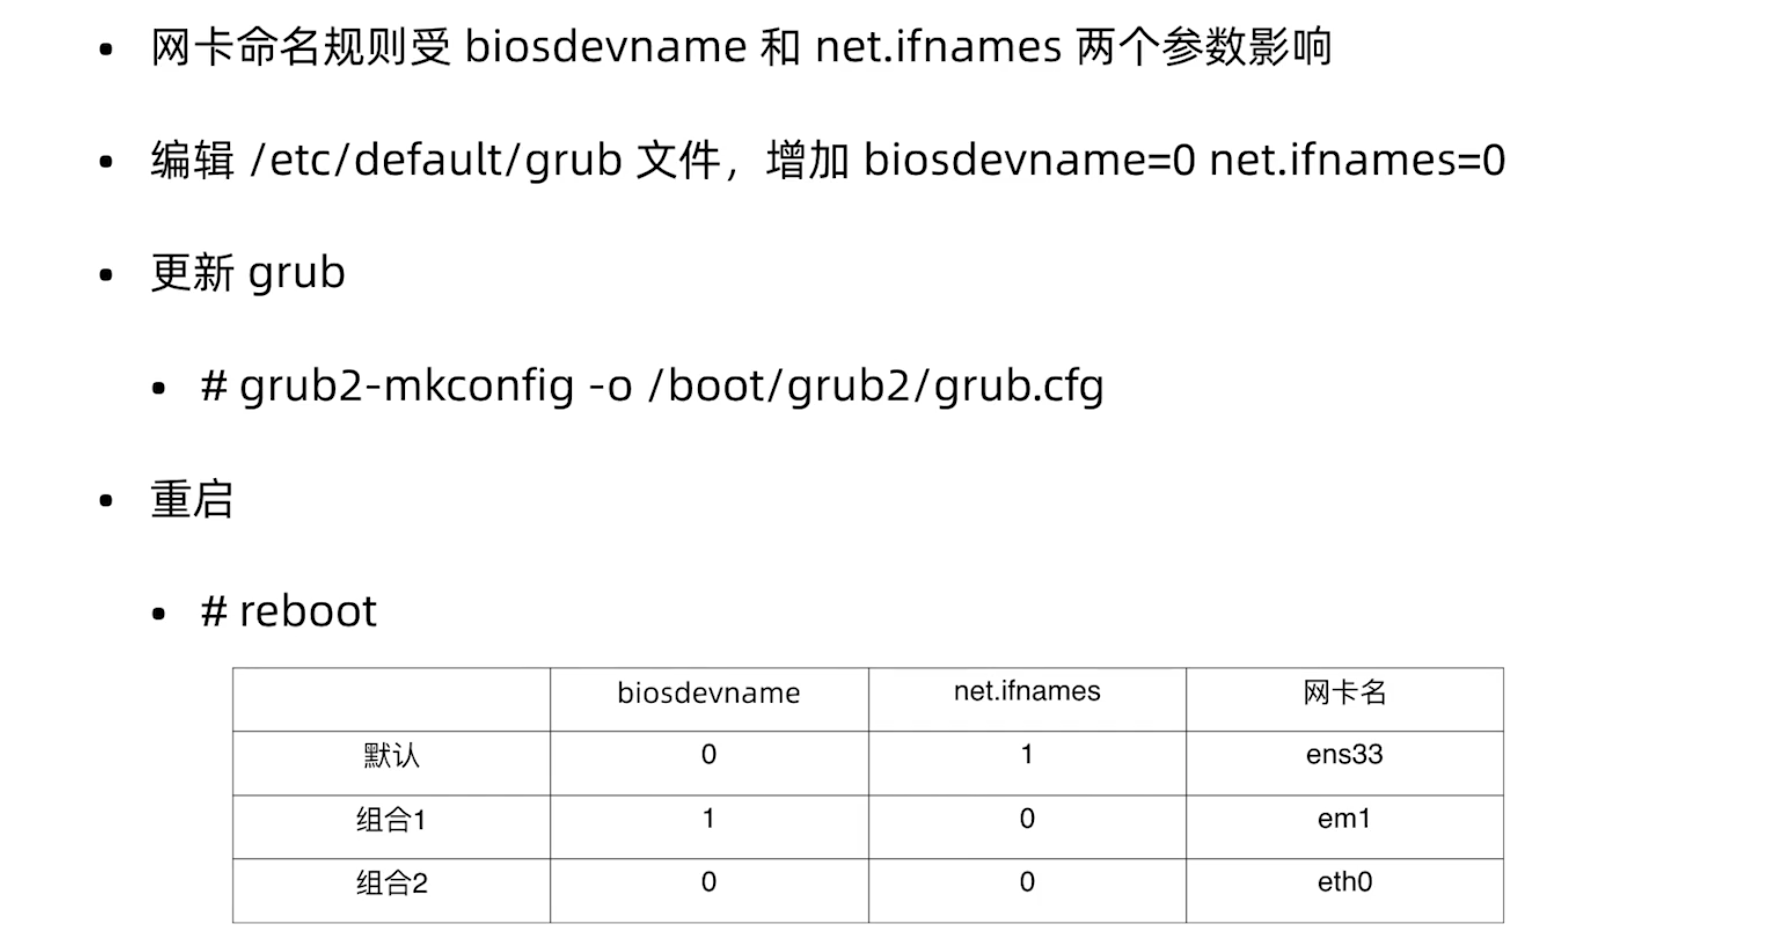 • 网卡命名规则受 biosdevname 和 net.ifnames 两个参数影响
• 编辑 /etc/default/grub 文件，增加 biosdevname=0 net.ifnames=0
• 更新 grub
• # grub2-mkconfig -o /boot/grub2/grub.cfg
• 重启
• # reboot
biosdevname net.ifnames 网卡名
默认 0 1 ens33
组合1 1 0 em1
组合2 0 0 eth0